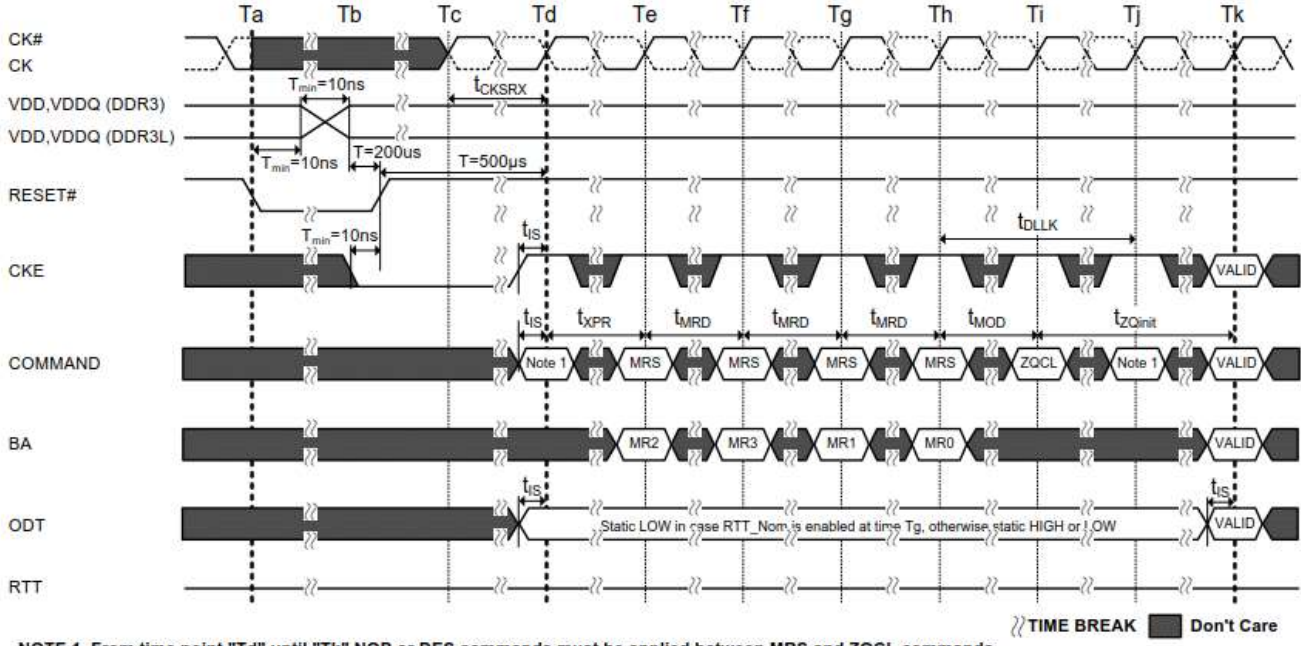 Ta Tb Tc Td Te Tf Tg Th Ti Tj Tk
CK#
CK
Tmin=10ns
tCKSRX
VDD,VDDQ (DDR3)
VDD,VDDQ (DDR3L)
Tmin=10ns
T=200us
T=500µs
RESET#
Tmin=10ns
tIS
tDLLK
CKE
VALID
tIS tXPR tMRD tMRD tMRD tMOD tZQinit
COMMAND
Note 1 MRS MRS MRS MRS ZQCL Note 1 VALID
BA
MR2 MR3 MR1 MR0 VALID
tIS
tIS
ODT
Static LOW in case RTT_Nom is enabled at time Tg, otherwise static HIGH or LOW
VALID
RTT
TIME BREAK Don't Care
NOTE 1. From time point "Td" until "Tk" NOP or DES commands must be applied between MRS and ZQCL commands